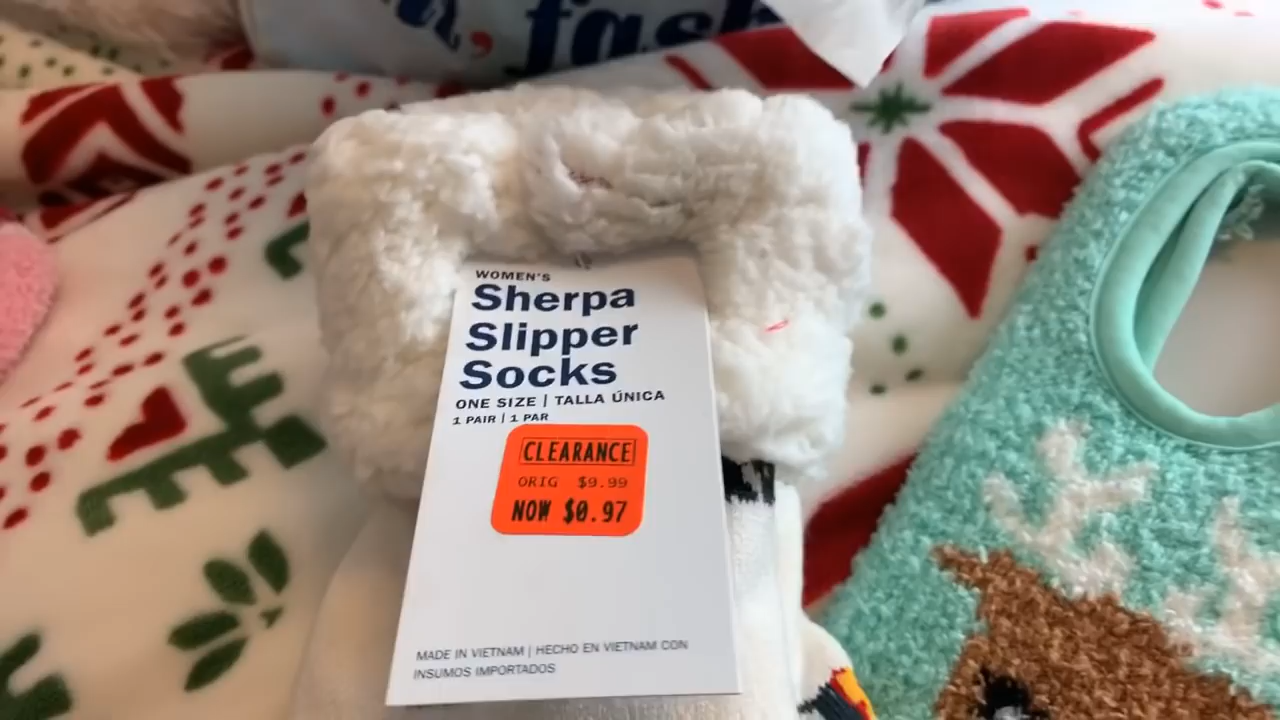 WOMEN'S
Sherpa
Slipper
Socks
ONE SIZE | TALLA ÚNICA
1 PAIR | 1 PAR
CLEARANCE
ORIG $9.99
NOW $0.97
MADE IN VIETNAM | HECHO EN VIETNAM CON
INSUMOS IMPORTADOS